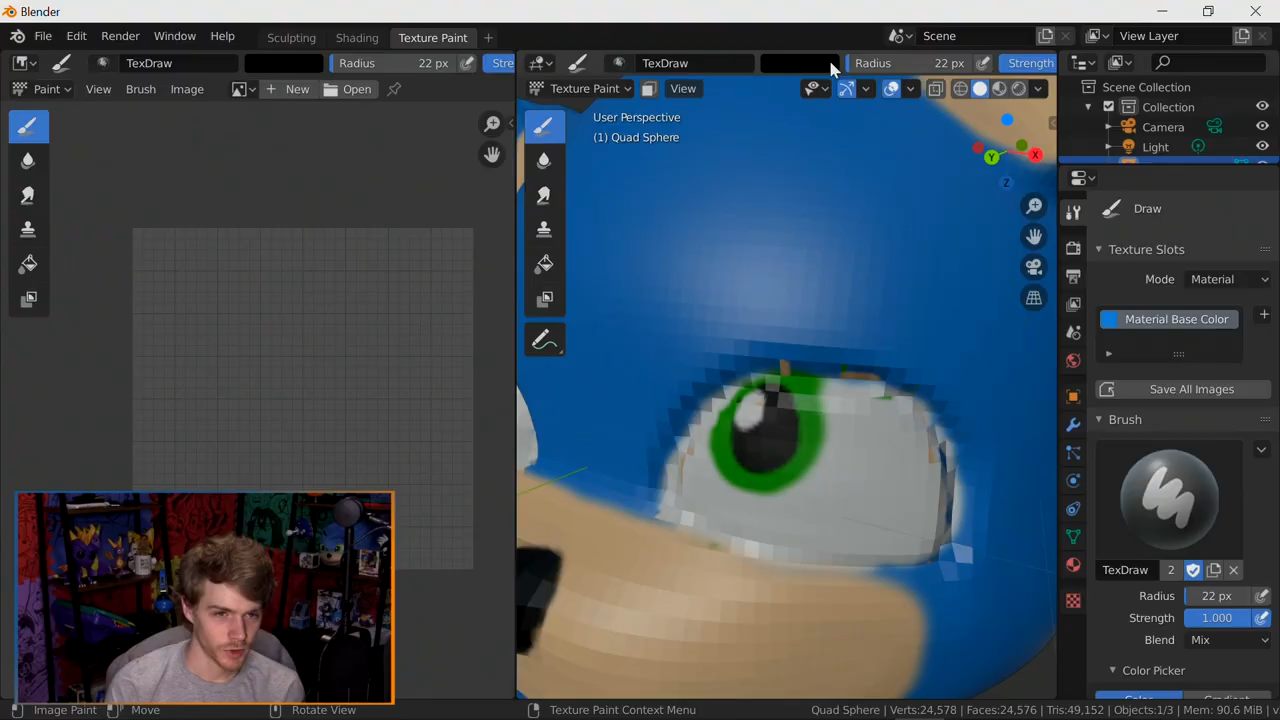 Blender
File Edit Render Window Help Sculpting Shading Texture Paint + Scene View Layer
TexDraw Radius 22 px Stre TexDraw Radius 22 px Strength
Paint View Brush Image New Open Texture Paint View
Scene Collection
Collection
Camera
Light
User Perspective
(1) Quad Sphere
X
Y
Z
Draw
Texture Slots
Mode Material
Material Base Color
Save All Images
Brush
TexDraw 2
Radius 22 px
Strength 1.000
Blend Mix
Color Picker
Color Gradient
Image Paint Move Rotate View Texture Paint Context Menu Quad Sphere | Verts:24,578 | Faces:24,576 | Tris:49,152 | Objects:1/3 | Mem: 90.6 MiB | v